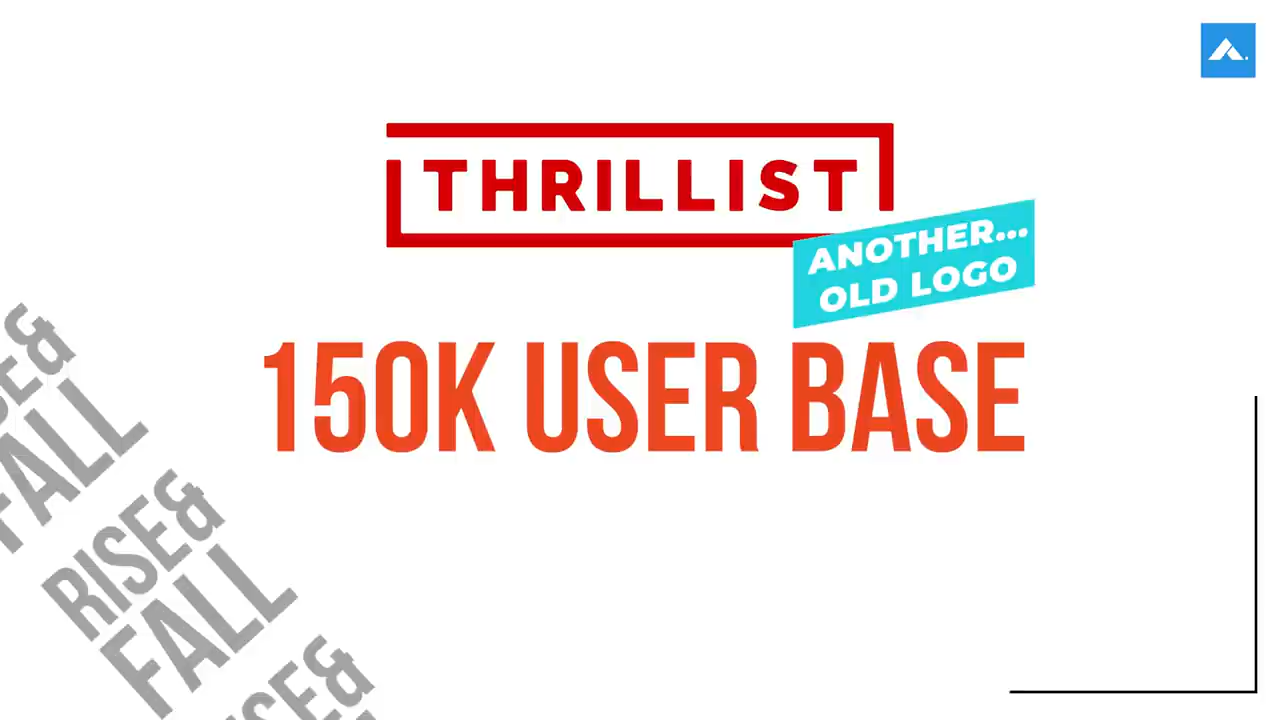 THRILLIST
ANOTHER...
OLD LOGO
150K USER BASE
RISE&
FALL
RISE&
FALL